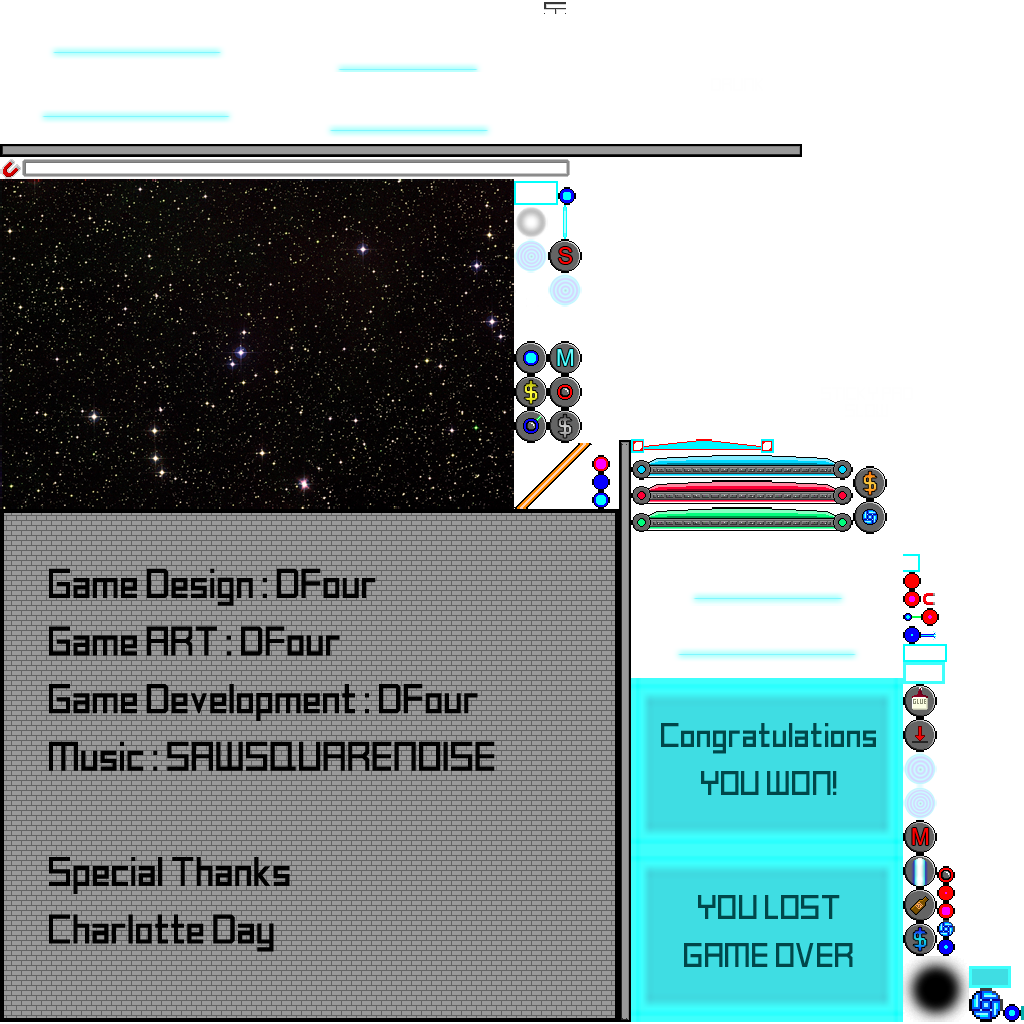 S
M
$
O
$
$
Game Design : DFour
Game ART : DFour
Game Development : DFour
Music : SAWSQUARENOISE
Special Thanks
Charlotte Day
Congratulations
YOU WON!
YOU LOST
GAME OVER
GLUE
M
$